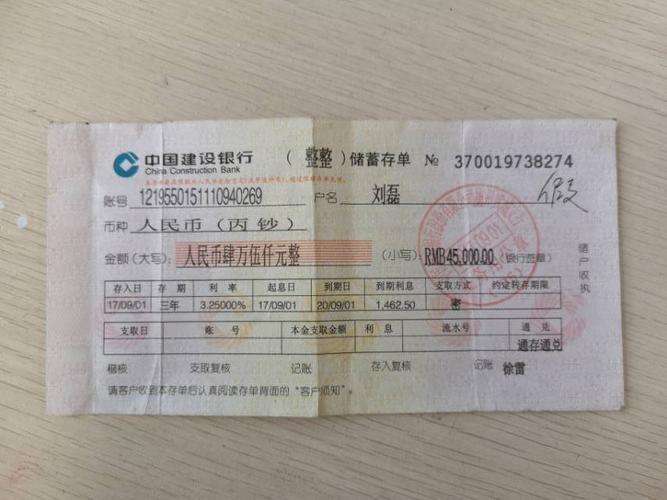 中国建设银行 (整整)储蓄存单 № 370019738274
China Construction Bank
账号 1219550151110940269 户名 刘磊 假
币种 人民币(丙钞)
金额(大写): 人民币肆万伍仟元整 (小写) RMB45,000.00 (银行签章)
储户收执
存入日 存期 利率 起息日 到期日 到期利息 支取方式 约定转存期限
17/09/01 三年 3.25000% 17/09/01 20/09/01 1,462.50 密
支取日 账号 本金支取金额 利息 流水号 通兑
通存通兑
稽核 支取复核 记账 存入复核 记账 徐雷
请客户收到本存单后认真阅读存单背面的“客户须知”。